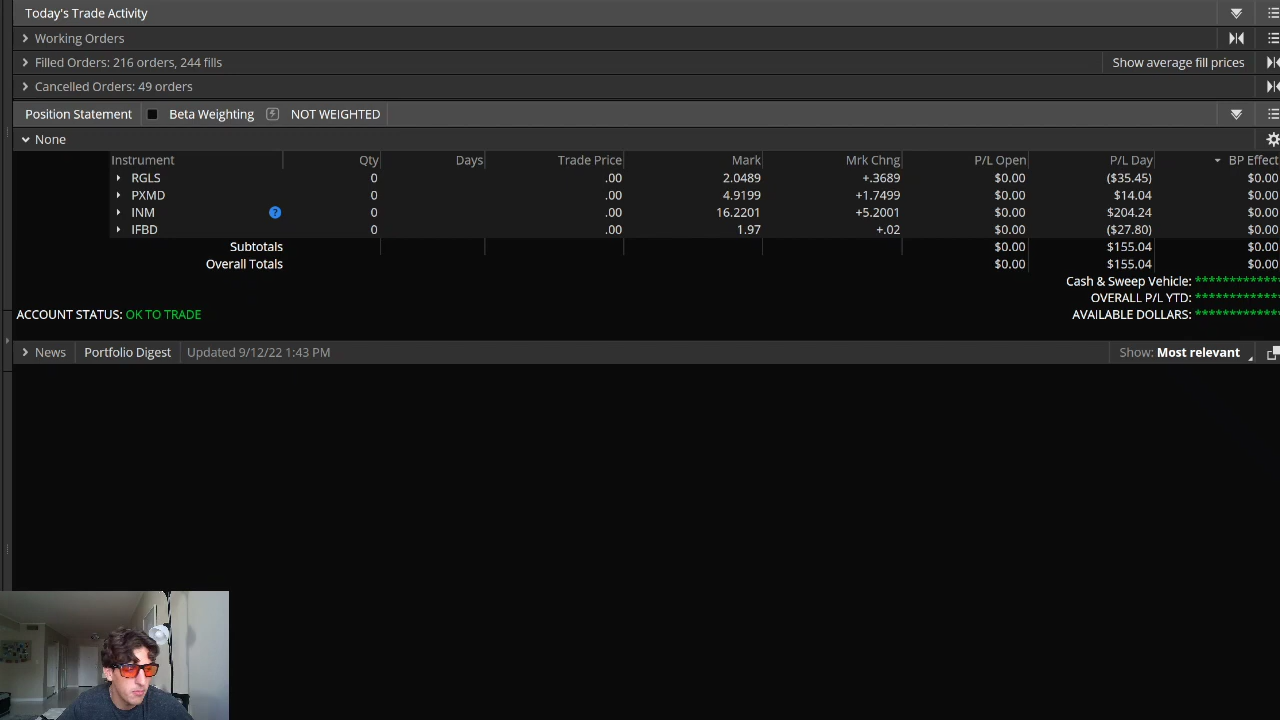 Today's Trade Activity
Working Orders
Filled Orders: 216 orders, 244 fills Show average fill prices
Cancelled Orders: 49 orders
Position Statement Beta Weighting NOT WEIGHTED
None
Instrument Qty Days Trade Price Mark Mrk Chng P/L Open P/L Day BP Effect
RGLS 0 .00 2.0489 +.3689 $0.00 ($35.45) $0.00
PXMD 0 .00 4.9199 +1.7499 $0.00 $14.04 $0.00
INM ? 0 .00 16.2201 +5.2001 $0.00 $204.24 $0.00
IFBD 0 .00 1.97 +.02 $0.00 ($27.80) $0.00
Subtotals $0.00 $155.04 $0.00
Overall Totals $0.00 $155.04 $0.00
Cash & Sweep Vehicle: *************
OVERALL P/L YTD: *************
ACCOUNT STATUS: OK TO TRADE AVAILABLE DOLLARS: *************
News Portfolio Digest Updated 9/12/22 1:43 PM Show: Most relevant